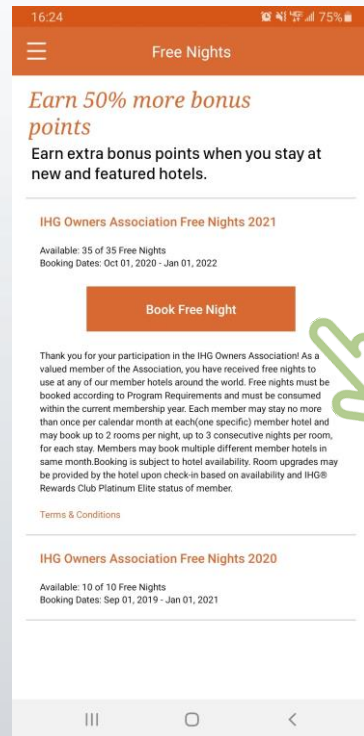 16:24 75%
Free Nights
Earn 50% more bonus
points
Earn extra bonus points when you stay at
new and featured hotels.
IHG Owners Association Free Nights 2021
Available: 35 of 35 Free Nights
Booking Dates: Oct 01, 2020 - Jan 01, 2022
Book Free Night
Thank you for your participation in the IHG Owners Association! As a
valued member of the Association, you have received free nights to
use at any of our member hotels around the world. Free nights must be
booked according to Program Requirements and must be consumed
within the current membership year. Each member may stay no more
than once per calendar month at each(one specific) member hotel and
may book up to 2 rooms per night, up to 3 consecutive nights per room,
for each stay. Members may book multiple different member hotels in
same month.Booking is subject to hotel availability. Room upgrades may
be provided by the hotel upon check-in based on availability and IHG®
Rewards Club Platinum Elite status of member.
Terms & Conditions
IHG Owners Association Free Nights 2020
Available: 10 of 10 Free Nights
Booking Dates: Sep 01, 2019 - Jan 01, 2021